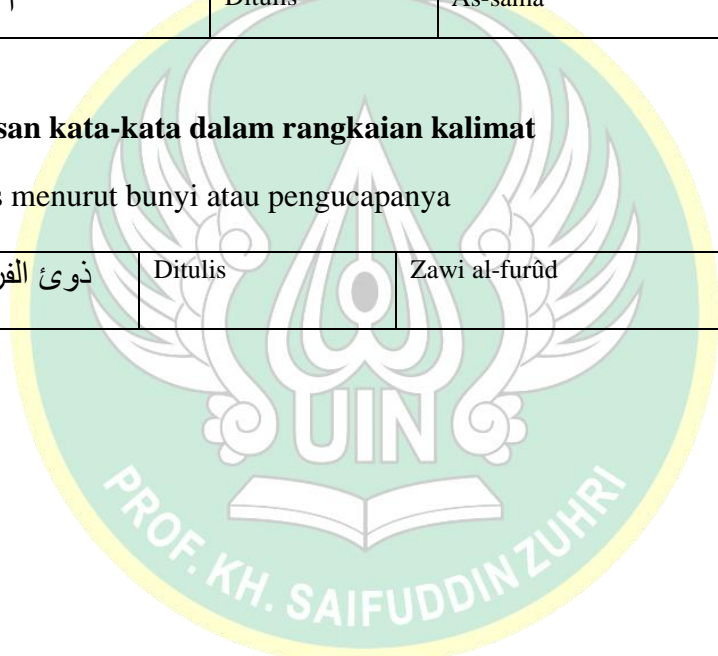 Ditulis As-sama
san kata-kata dalam rangkaian kalimat
s menurut bunyi atau pengucapanya
ذوئ الفر Ditulis Zawi al-furûd
UIN
PROF. KH. SAIFUDDIN ZUHRI